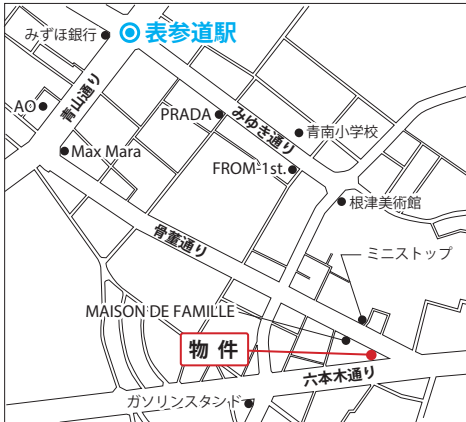 みずほ銀行
表参道駅
AO
青山通り
PRADA
みゆき通り
青南小学校
Max Mara
FROM-1st.
根津美術館
骨董通り
ミニストップ
MAISON DE FAMILLE
物件
六本木通り
ガソリンスタンド